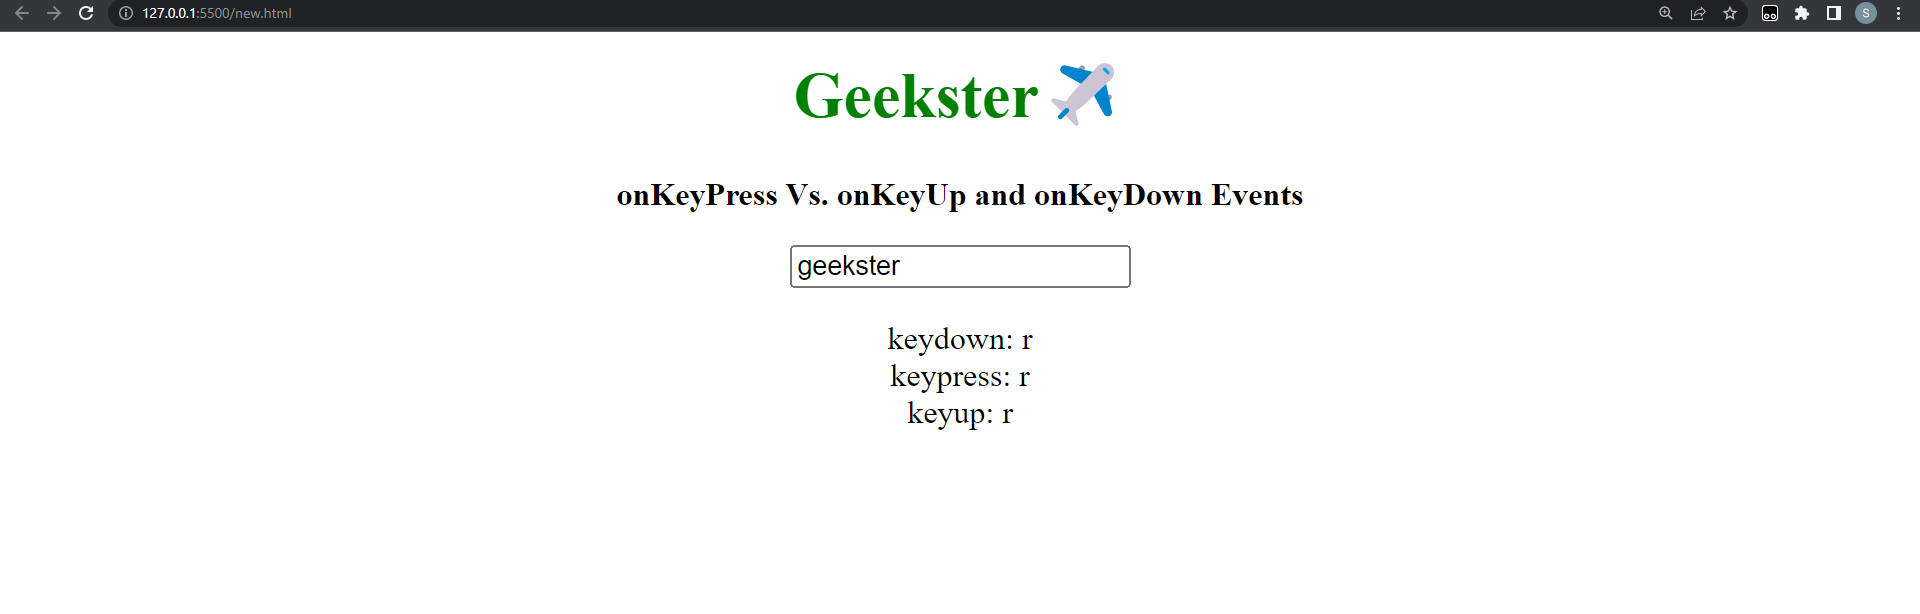 127.0.0.1:5500/new.html
S
Geekster ✈️
onKeyPress Vs. onKeyUp and onKeyDown Events
geekster
keydown: r
keypress: r
keyup: r